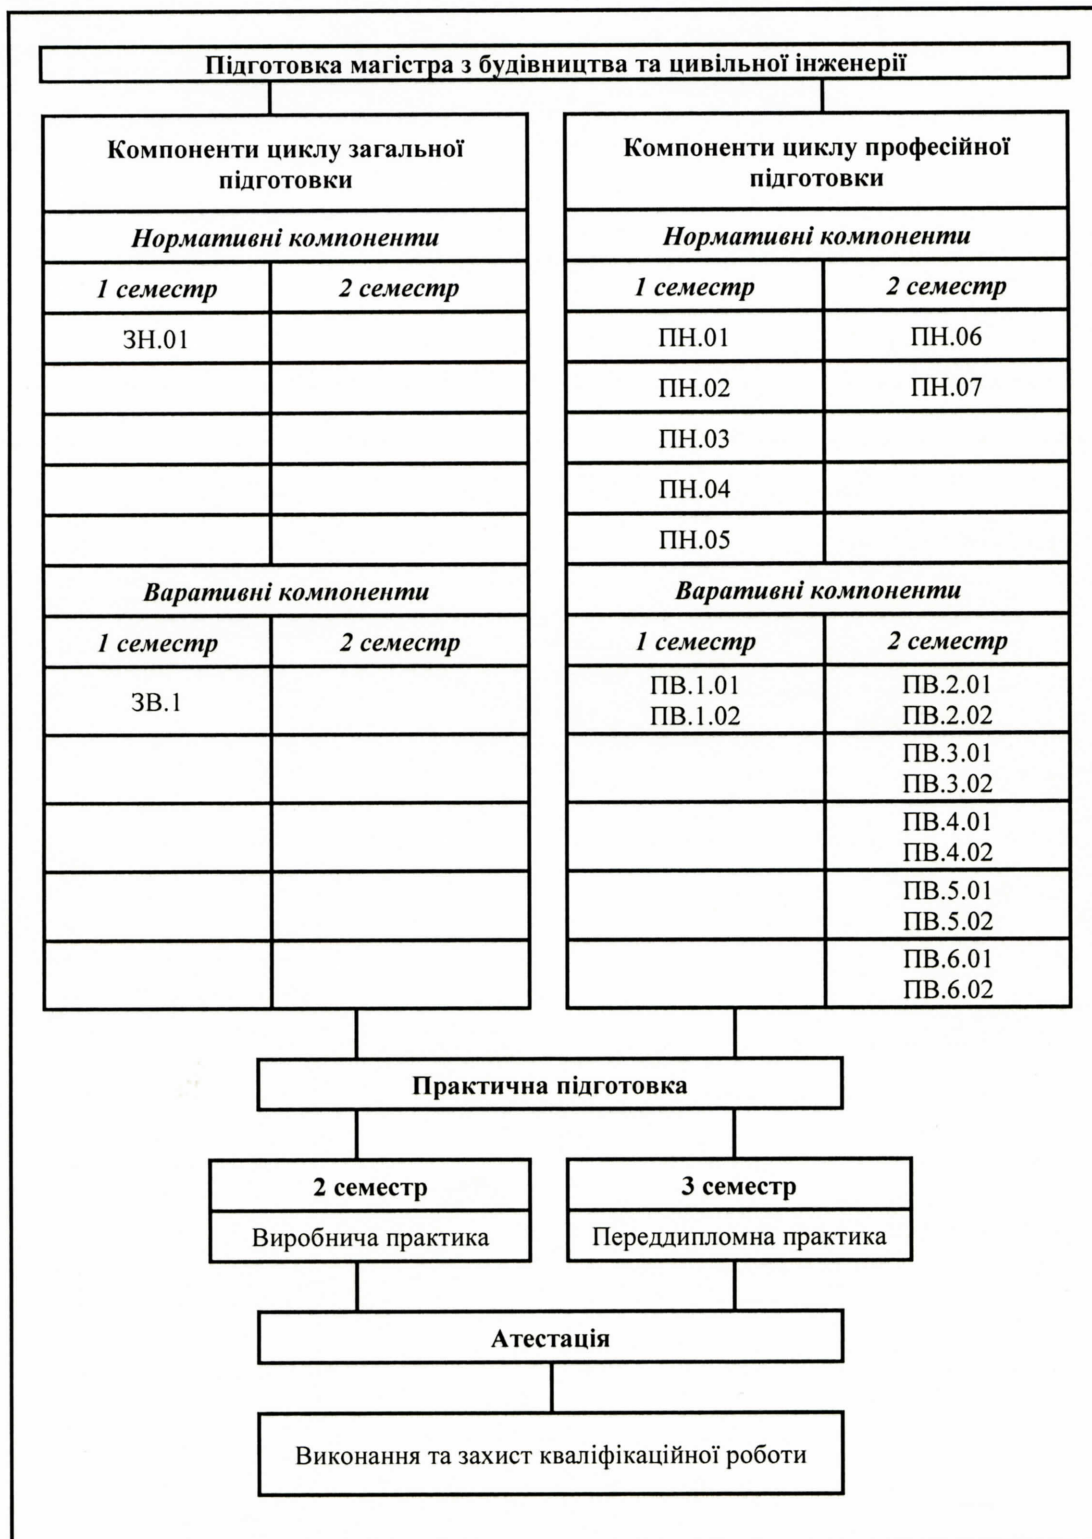 Підготовка магістра з будівництва та цивільної інженерії
Компоненти циклу загальної
підготовки
Нормативні компоненти
1 семестр
2 семестр
ЗН.01
Варативні компоненти
1 семестр
2 семестр
ЗВ.1
Компоненти циклу професійної
підготовки
Нормативні компоненти
1 семестр
2 семестр
ПН.01
ПН.06
ПН.02
ПН.07
ПН.03
ПН.04
ПН.05
Варативні компоненти
1 семестр
2 семестр
ПВ.1.01
ПВ.1.02
ПВ.2.01
ПВ.2.02
ПВ.3.01
ПВ.3.02
ПВ.4.01
ПВ.4.02
ПВ.5.01
ПВ.5.02
ПВ.6.01
ПВ.6.02
Практична підготовка
2 семестр
Виробнича практика
3 семестр
Переддипломна практика
Атестація
Виконання та захист кваліфікаційної роботи